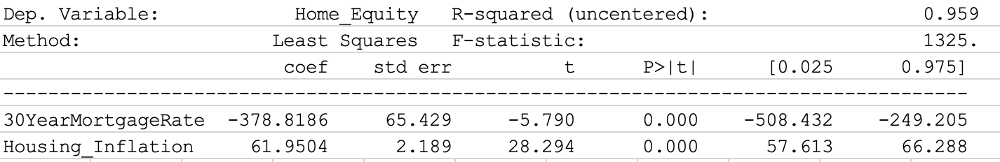 Dep. Variable: Home_Equity R-squared (uncentered): 0.959
Method: Least Squares F-statistic: 1325.
coef std err t P>|t| [0.025 0.975]
--------------------------------------------------------------------------------------
30YearMortgageRate -378.8186 65.429 -5.790 0.000 -508.432 -249.205
Housing_Inflation 61.9504 2.189 28.294 0.000 57.613 66.288